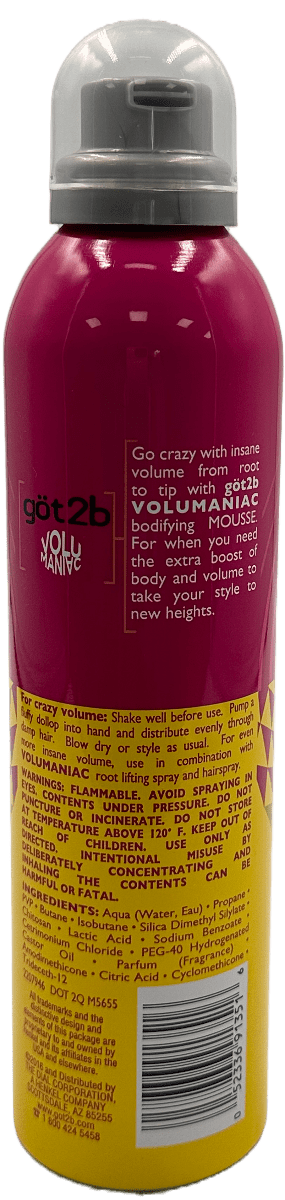 göt2b
VOLU
MANIAC
Go crazy with insane
volume from root
to tip with göt2b
VOLUMANIAC
bodifying MOUSSE.
For when you need
the extra boost of
body and volume to
take your style to
new heights.
For crazy volume: Shake well before use. Pump a
fluffy dollop into hand and distribute evenly through
damp hair. Blow dry or style as usual. For even
more insane volume, use in combination with
VOLUMANIAC root lifting spray and hairspray.
WARNINGS: FLAMMABLE. AVOID SPRAYING IN
EYES. CONTENTS UNDER PRESSURE. DO NOT
PUNCTURE OR INCINERATE. DO NOT STORE
AT TEMPERATURE ABOVE 120° F. KEEP OUT OF
REACH OF CHILDREN. USE ONLY AS
DIRECTED. INTENTIONAL MISUSE BY
DELIBERATELY CONCENTRATING AND
INHALING THE CONTENTS CAN BE
HARMFUL OR FATAL.
INGREDIENTS: Aqua (Water, Eau) • Propane •
PVP • Butane • Isobutane • Silica Dimethyl Silylate •
Chitosan • Lactic Acid • Sodium Benzoate •
Cetrimonium Chloride • PEG-40 Hydrogenated
Castor Oil • Parfum (Fragrance) •
Amodimethicone • Citric Acid • Cyclomethicone •
Trideceth-12
2207946 DOT 2Q M5655
All trademarks and the
distinctive design and
elements of this package are
Proprietary to and owned by
Henkel and its affiliates in the
USA and elsewhere.
Made and Distributed by
A DIAL CORPORATION,
A HENKEL COMPANY
SCOTTSDALE, AZ 85255
www.got2b.com
☎ 1 800 424 5458
0 52336 91351 6